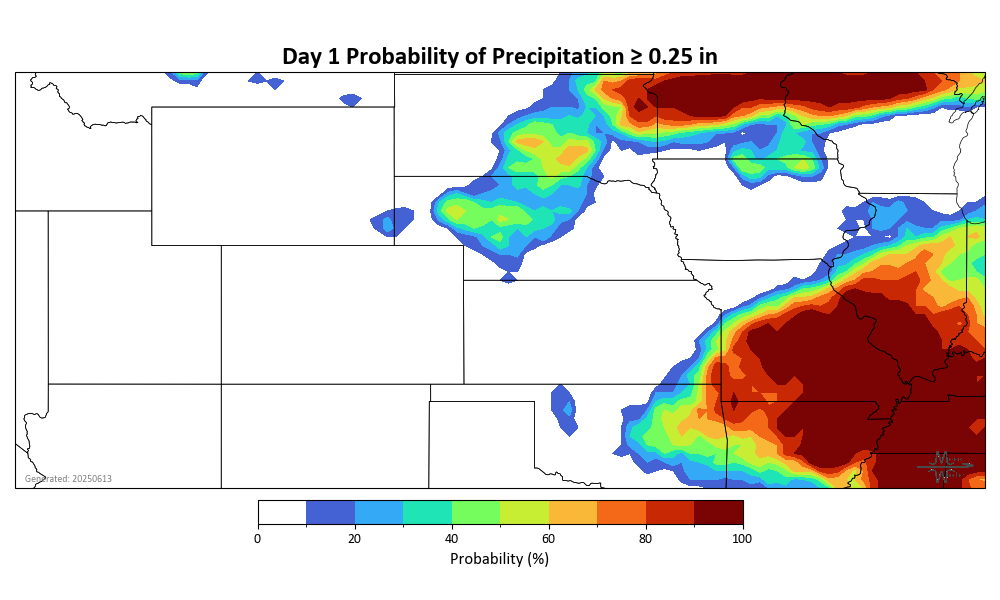 Day 1 Probability of Precipitation ≥ 0.25 in
Generated: 20250613
0 20 40 60 80 100
Probability (%)